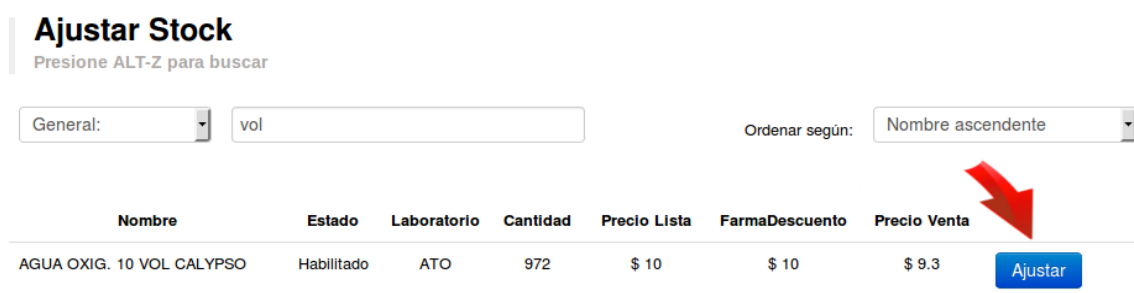 Ajustar Stock
Presione ALT-Z para buscar
General: vol Ordenar según: Nombre ascendente
Nombre Estado Laboratorio Cantidad Precio Lista FarmaDescuento Precio Venta
AGUA OXIG. 10 VOL CALYPSO Habilitado ATO 972 $ 10 $ 10 $ 9.3 Ajustar